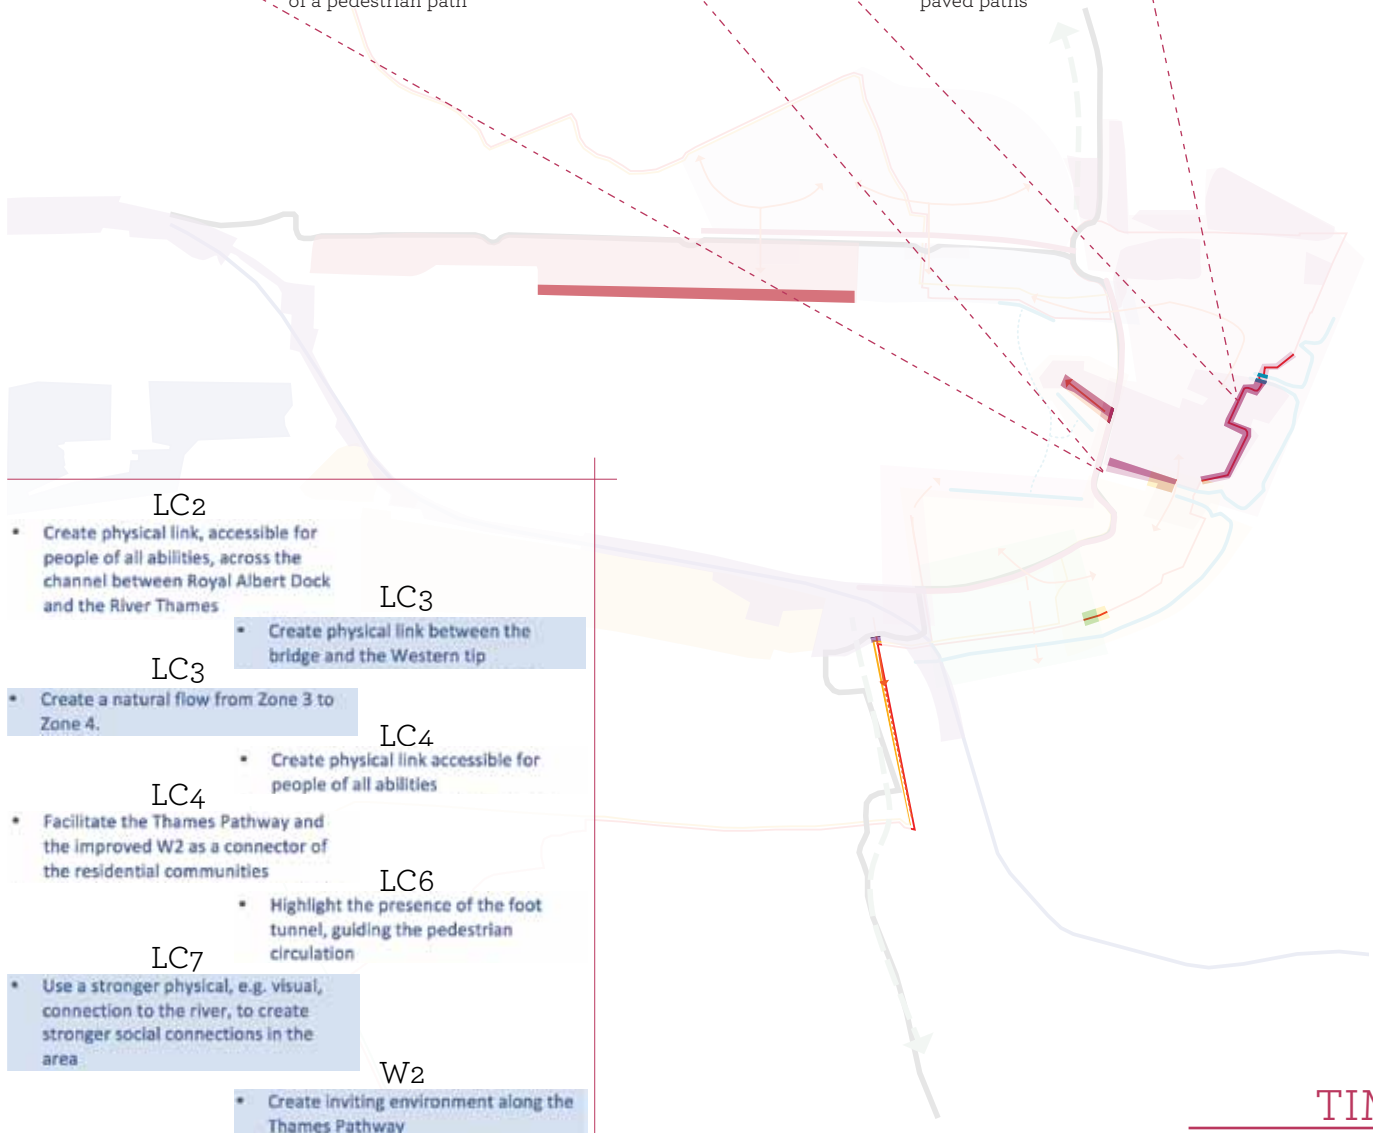 of a pedestrian path
paved paths
LC2
• Create physical link, accessible for
people of all abilities, across the
channel between Royal Albert Dock
and the River Thames
LC3
• Create physical link between the
bridge and the Western tip
LC3
• Create a natural flow from Zone 3 to
Zone 4.
LC4
• Create physical link accessible for
people of all abilities
LC4
• Facilitate the Thames Pathway and
the improved W2 as a connector of
the residential communities
LC6
• Highlight the presence of the foot
tunnel, guiding the pedestrian
circulation
LC7
• Use a stronger physical, e.g. visual,
connection to the river, to create
stronger social connections in the
area
W2
• Create inviting environment along the
Thames Pathway